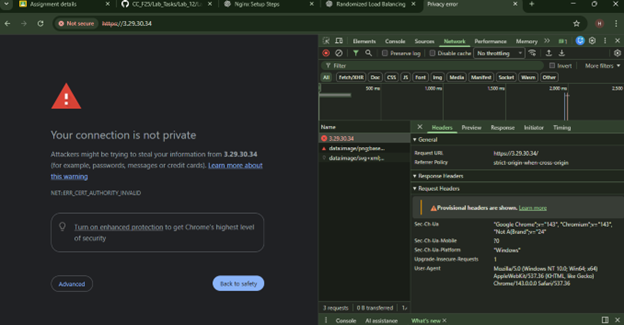 Assignment details
CC_F25/Lab_Tasks/Lab_12/L
Nginx Setup Steps
Randomized Load-Balancing
Privacy error
Not secure https://3.29.30.34
H
Elements Console Sources Network Performance Memory
Preserve log Disable cache No throttling
Filter Invert More filters
All Fetch/XHR Doc CSS JS Font Img Media Manifest Socket Wasm Other
500 ms 1,000 ms 1,500 ms 2,000 ms
Your connection is not private
Attackers might be trying to steal your information from 3.29.30.34
(for example, passwords, messages or credit cards). Learn more about
this warning
NET::ERR_CERT_AUTHORITY_INVALID
Turn on enhanced protection to get Chrome's highest level
of security
Advanced
Back to safety
Name
3.29.30.34
data:image/png;base...
data:image/svg+xml,...
Headers Preview Response Initiator Timing
General
Request URL https://3.29.30.34/
Referrer Policy strict-origin-when-cross-origin
Response Headers
Request Headers
Provisional headers are shown. Learn more
Sec-Ch-Ua "Google Chrome";v="143", "Chromium";v="143",
"Not A(Brand";v="24"
Sec-Ch-Ua-Mobile ?0
Sec-Ch-Ua-Platform "Windows"
Upgrade-Insecure-Requests 1
User-Agent Mozilla/5.0 (Windows NT 10.0; Win64; x64)
AppleWebKit/537.36 (KHTML, like Gecko)
Chrome/143.0.0.0 Safari/537.36
3 requests 0 B transferred
Console AI assistance What's new